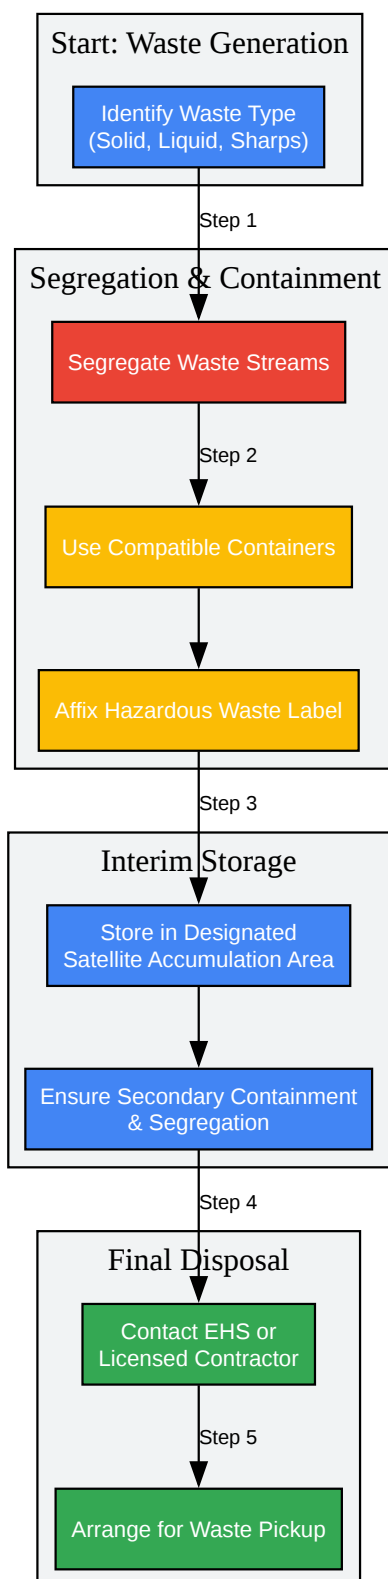 Start: Waste Generation
Identify Waste Type
(Solid, Liquid, Sharps)
Step 1
Segregation & Containment
Segregate Waste Streams
Step 2
Use Compatible Containers
Affix Hazardous Waste Label
Step 3
Interim Storage
Store in Designated
Satellite Accumulation Area
Ensure Secondary Containment
& Segregation
Step 4
Final Disposal
Contact EHS or
Licensed Contractor
Step 5
Arrange for Waste Pickup